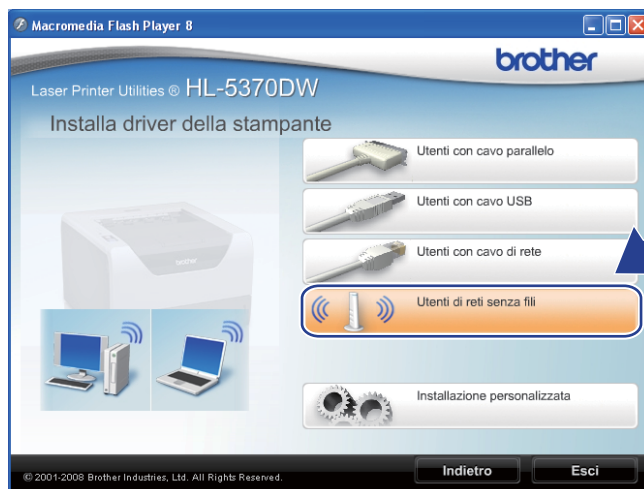 Macromedia Flash Player 8
brother
Laser Printer Utilities ® HL-5370DW
Installa driver della stampante
Utenti con cavo parallelo
Utenti con cavo USB
Utenti con cavo di rete
Utenti di reti senza fili
Installazione personalizzata
brother
© 2001-2008 Brother Industries, Ltd. All Rights Reserved.
Indietro
Esci